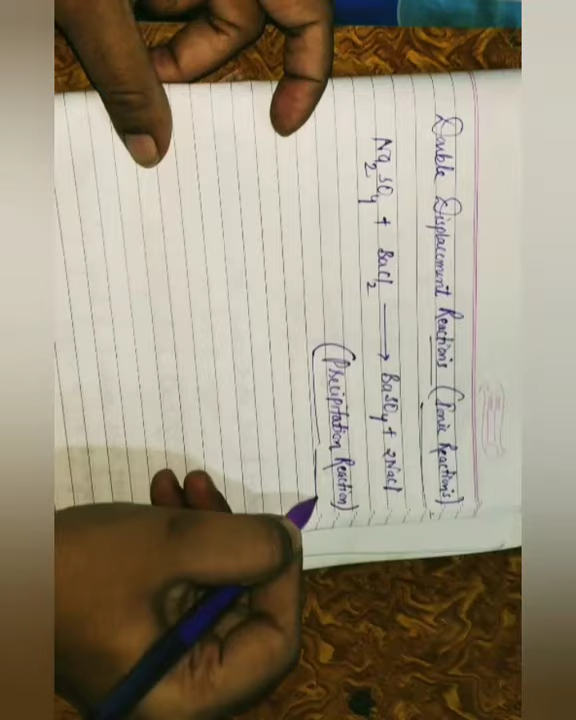 Double Displacement Reactions (Ionic Reactions)
Na2SO4 + BaCl2 → BaSO4 + 2NaCl
(Precipitation Reaction)